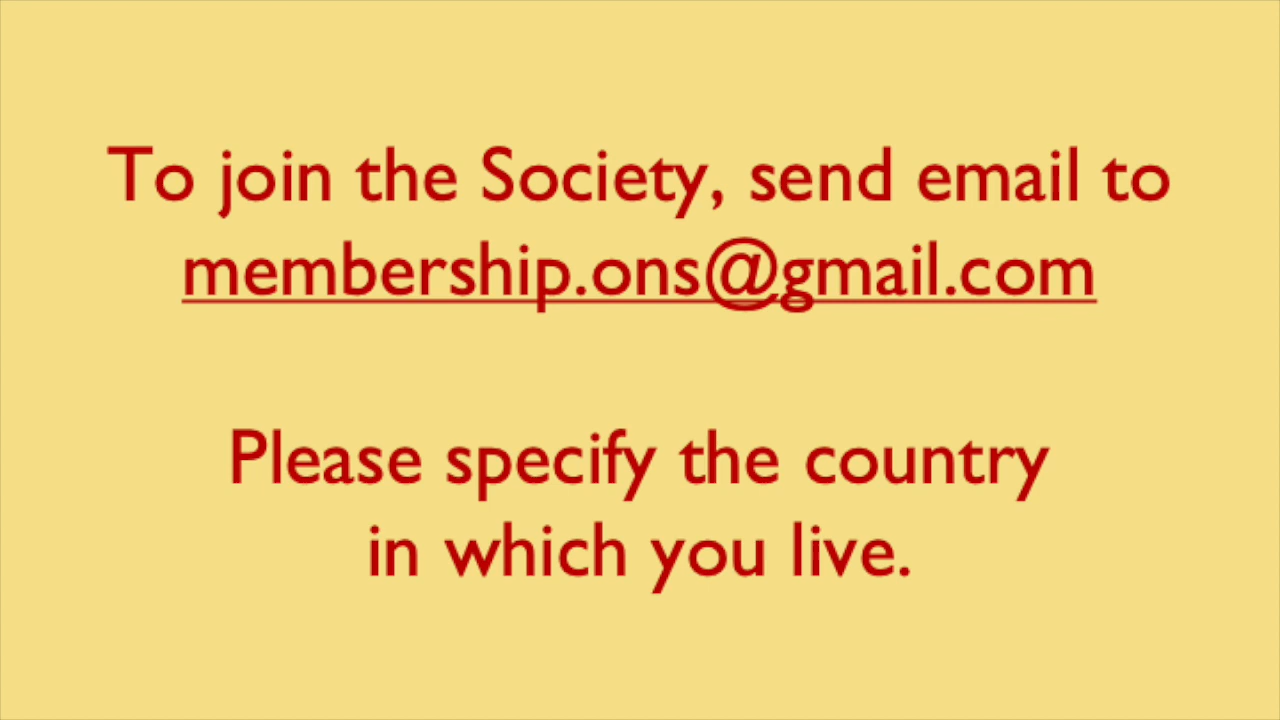 To join the Society, send email to
membership.ons@gmail.com
Please specify the country
in which you live.